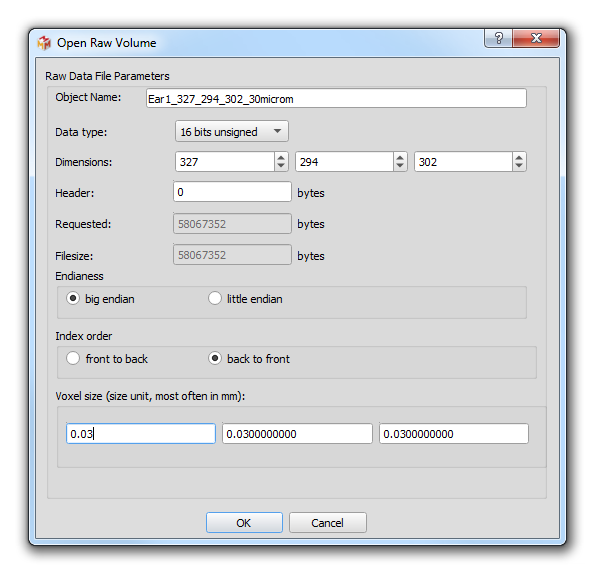 Open Raw Volume
Raw Data File Parameters
Object Name: Ear1_327_294_302_30microm
Data type: 16 bits unsigned
Dimensions: 327 294 302
Header: 0 bytes
Requested: 58067352 bytes
Filesize: 58067352 bytes
Endianess
big endian little endian
Index order
front to back back to front
Voxel size (size unit, most often in mm):
0.03 0.0300000000 0.0300000000
OK Cancel